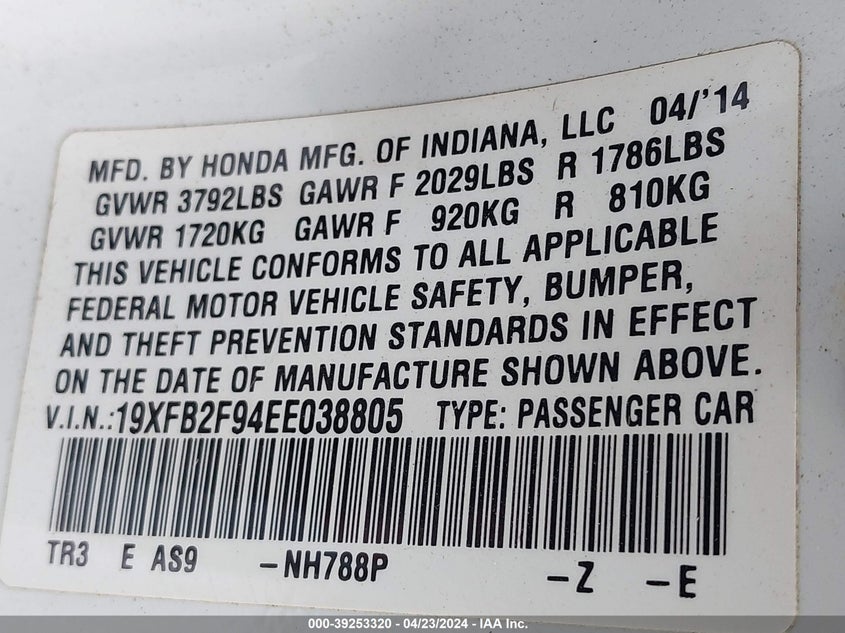 MFD. BY HONDA MFG. OF INDIANA, LLC 04/'14
GVWR 3792LBS GAWR F 2029LBS R 1786LBS
GVWR 1720KG GAWR F 920KG R 810KG
THIS VEHICLE CONFORMS TO ALL APPLICABLE
FEDERAL MOTOR VEHICLE SAFETY, BUMPER,
AND THEFT PREVENTION STANDARDS IN EFFECT
ON THE DATE OF MANUFACTURE SHOWN ABOVE.
V.I.N.:19XFB2F94EE038805 TYPE: PASSENGER CAR
TR3 E AS9 -NH788P -Z -E
000-39253320 - 04/23/2024 - IAA Inc.